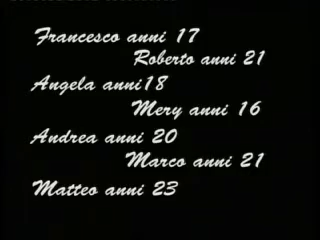 Francesco anni 17
Roberto anni 21
Angela anni18
Mery anni 16
Andrea anni 20
Marco anni 21
Matteo anni 23